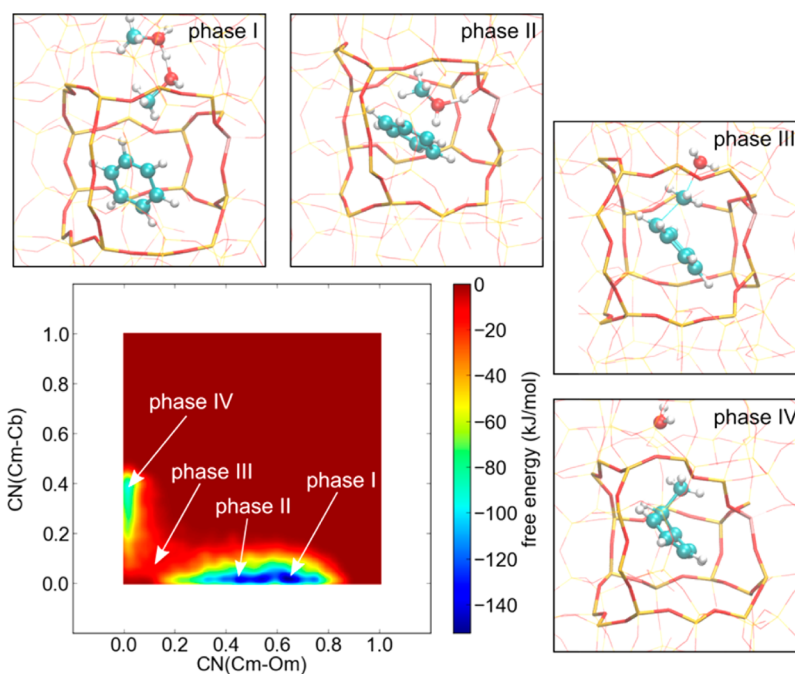 phase I
phase II
phase III
phase IV
1.0
0.8
0.6
0.4
0.2
0.0
CN(Cm-Cb)
phase IV
phase III
phase II
phase I
0.0 0.2 0.4 0.6 0.8 1.0
CN(Cm-Om)
0
−20
−40
−60
−80
−100
−120
−140
free energy (kJ/mol)